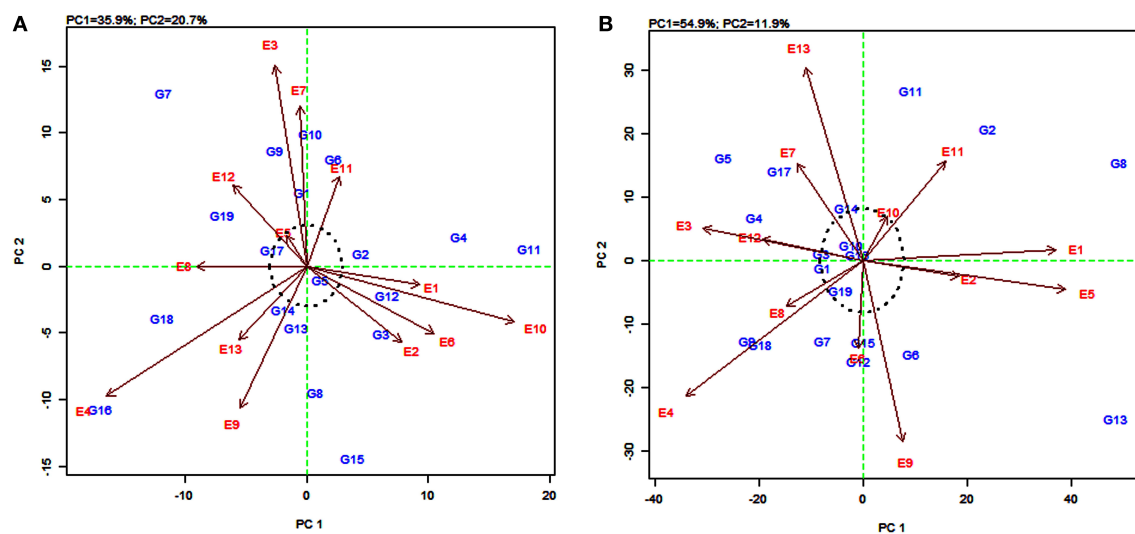 A
PC1=35.9%; PC2=20.7%
E3
G7
E7
G10
G9
G6
E11
E12
G1
G19
E5
G4
G17
G2
G11
E8
G5
E1
G12
G18
G14
E10
G13
G3
E6
E2
E13
G8
G16
E4
E9
G15
15
10
5
0
-5
-10
-15
PC 2
-10 0 10 20
PC 1
B
PC1=54.9%; PC2=11.9%
E13
G11
G2
E7
E11
G5
G17
G8
G14
E10
G4
E3
E12
G10
G3
E1
G1
E2
G19
E5
E8
G7
G15
G18
G6
G12
E4
G13
E9
30
20
10
0
-10
-20
-30
PC 2
-40 -20 0 20 40
PC 1